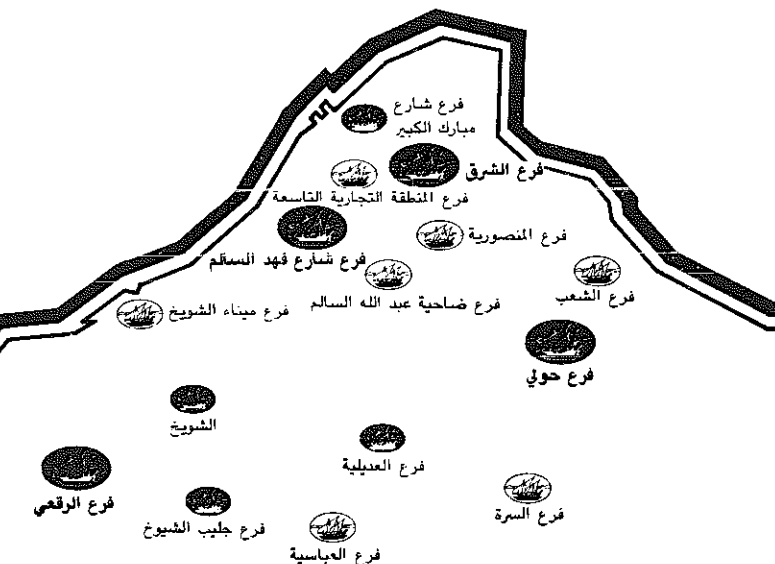 فرع شارع
مبارك الكبير
فرع الشرق
فرع المنطقة التجارية التاسعة
فرع المنصورية
فرع شارع فهد السالم
فرع ضاحية عبد الله السالم
فرع الشعب
فرع ميناء الشويخ
فرع حولي
الشويخ
فرع العديلية
فرع الرقعي
فرع السرة
فرع جليب الشيوخ
فرع العباسية